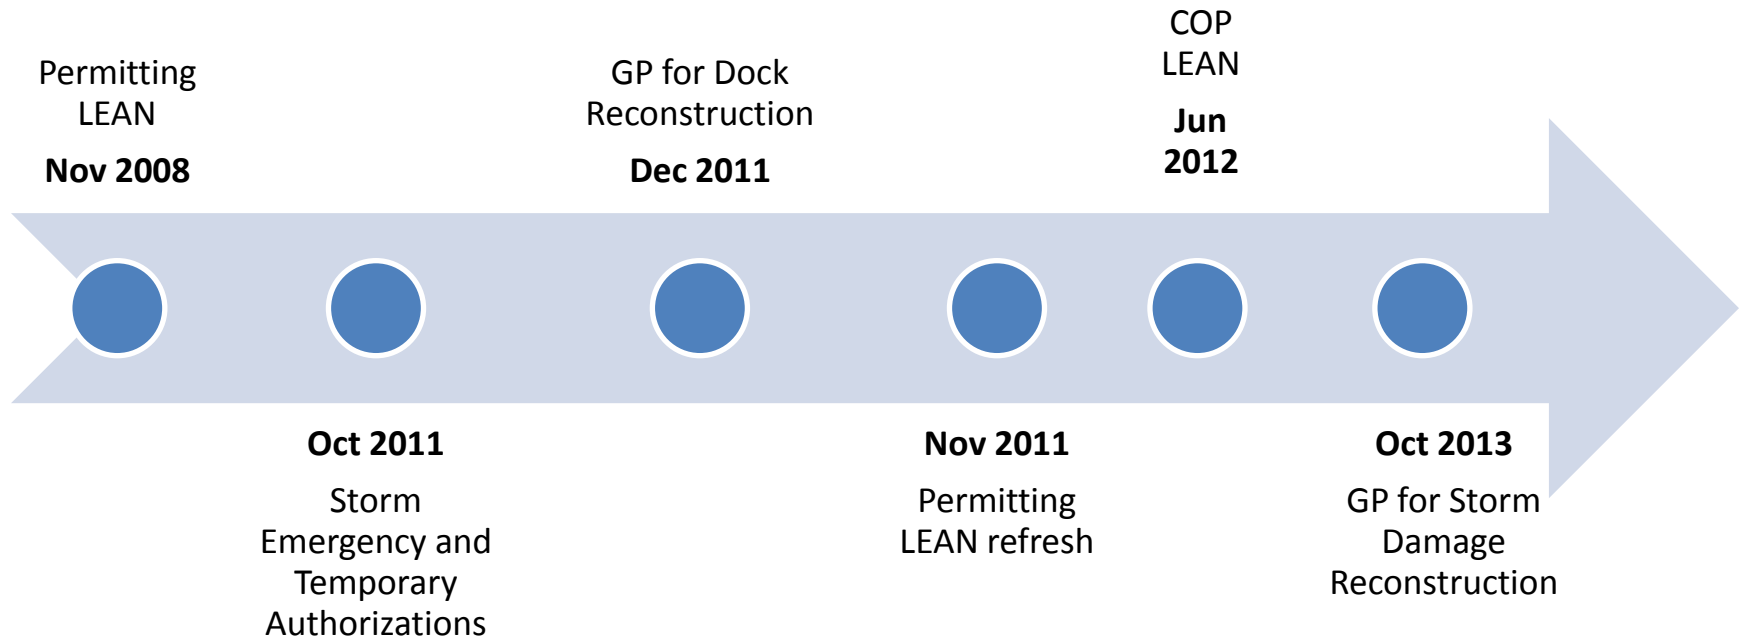 Permitting
LEAN
Nov 2008
Oct 2011
Storm
Emergency and
Temporary
Authorizations
GP for Dock
Reconstruction
Dec 2011
Nov 2011
Permitting
LEAN refresh
COP
LEAN
Jun
2012
Oct 2013
GP for Storm
Damage
Reconstruction